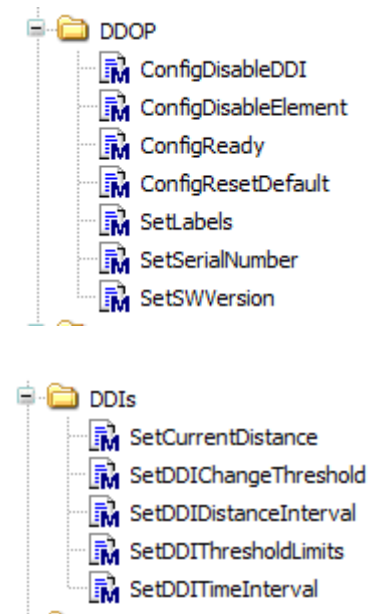 DDOP
ConfigDisableDDI
ConfigDisableElement
ConfigReady
ConfigResetDefault
SetLabels
SetSerialNumber
SetSWVersion
DDIs
SetCurrentDistance
SetDDIChangeThreshold
SetDDIDistanceInterval
SetDDIThresholdLimits
SetDDITimeInterval